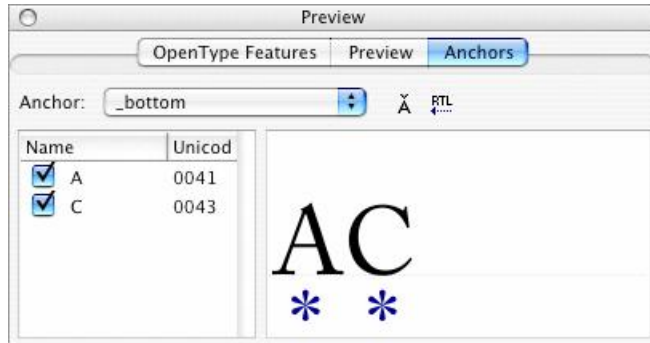 Preview
OpenType Features Preview Anchors
Anchor: _bottom Ǎ RTL
Name Unicod
A 0041
C 0043
AC
* *